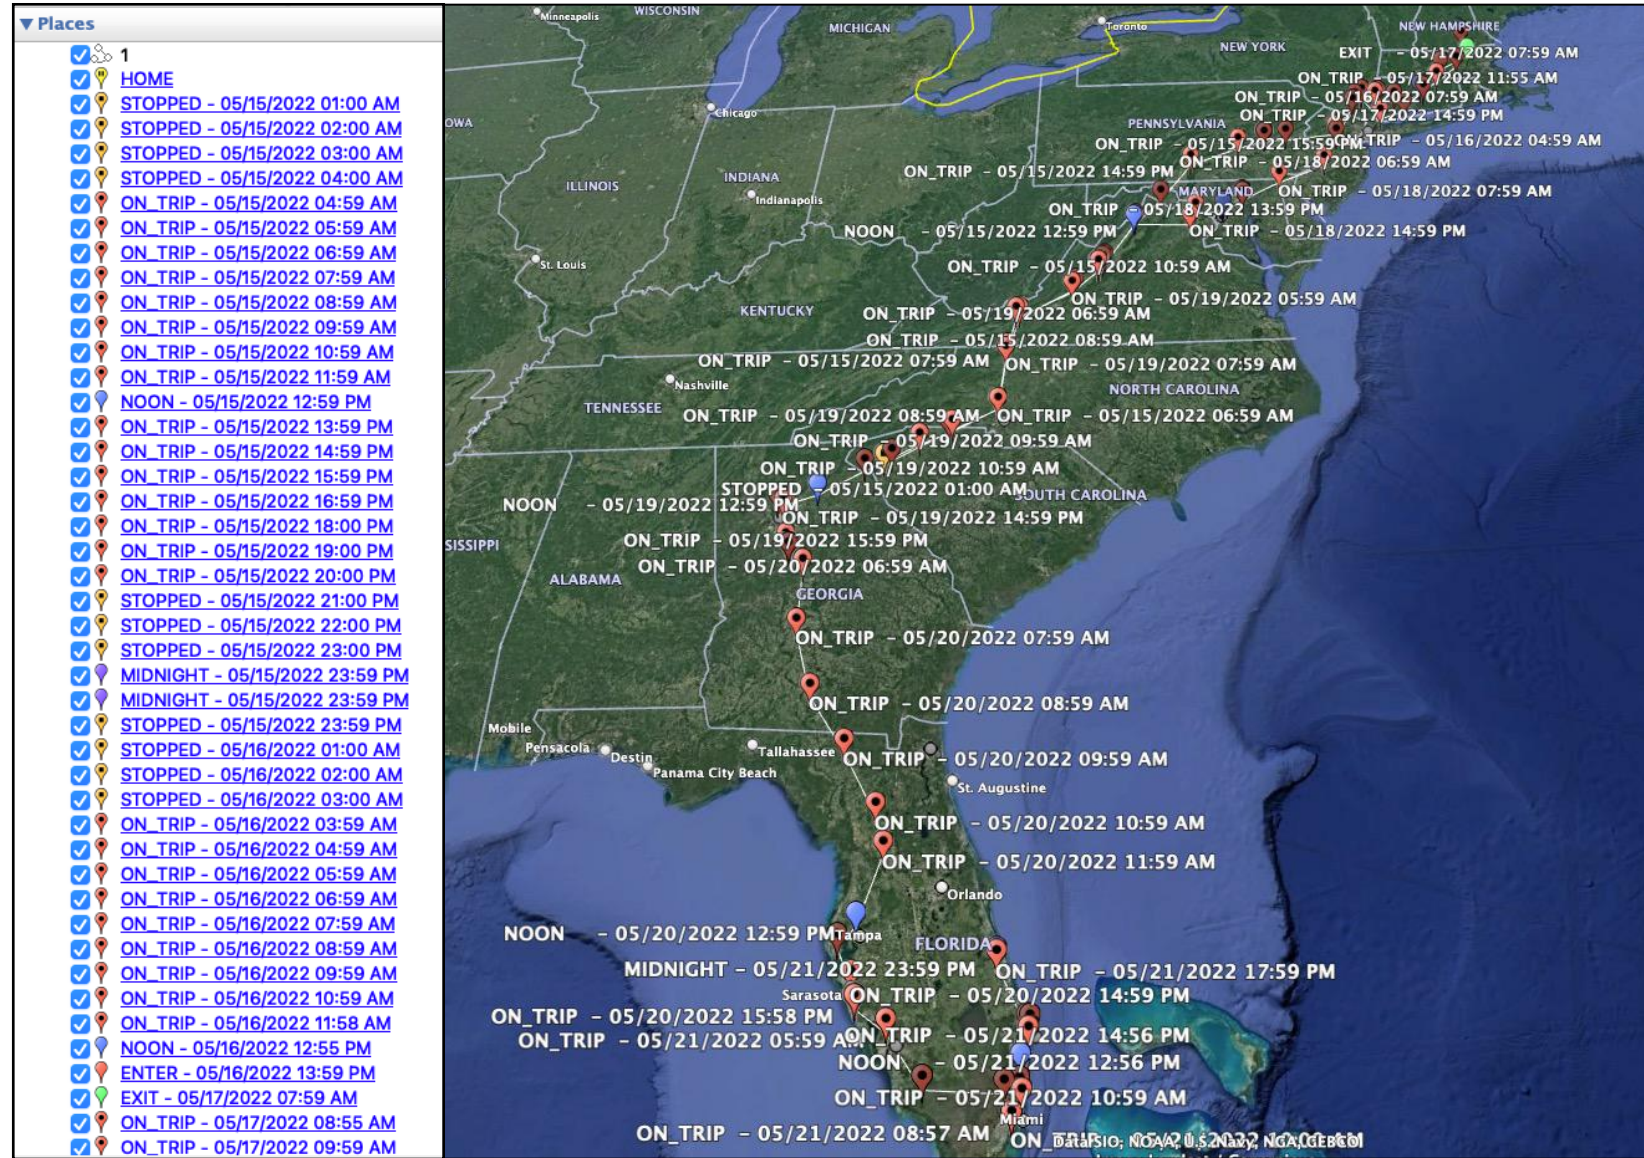 Places
1
HOME
STOPPED - 05/15/2022 01:00 AM
STOPPED - 05/15/2022 02:00 AM
STOPPED - 05/15/2022 03:00 AM
STOPPED - 05/15/2022 04:00 AM
ON_TRIP - 05/15/2022 04:59 AM
ON_TRIP - 05/15/2022 05:59 AM
ON_TRIP - 05/15/2022 06:59 AM
ON_TRIP - 05/15/2022 07:59 AM
ON_TRIP - 05/15/2022 08:59 AM
ON_TRIP - 05/15/2022 09:59 AM
ON_TRIP - 05/15/2022 10:59 AM
ON_TRIP - 05/15/2022 11:59 AM
NOON - 05/15/2022 12:59 PM
ON_TRIP - 05/15/2022 13:59 PM
ON_TRIP - 05/15/2022 14:59 PM
ON_TRIP - 05/15/2022 15:59 PM
ON_TRIP - 05/15/2022 16:59 PM
ON_TRIP - 05/15/2022 18:00 PM
ON_TRIP - 05/15/2022 19:00 PM
ON_TRIP - 05/15/2022 20:00 PM
STOPPED - 05/15/2022 21:00 PM
STOPPED - 05/15/2022 22:00 PM
STOPPED - 05/15/2022 23:00 PM
MIDNIGHT - 05/15/2022 23:59 PM
MIDNIGHT - 05/15/2022 23:59 PM
STOPPED - 05/15/2022 23:59 PM
STOPPED - 05/16/2022 01:00 AM
STOPPED - 05/16/2022 02:00 AM
STOPPED - 05/16/2022 03:00 AM
ON_TRIP - 05/16/2022 03:59 AM
ON_TRIP - 05/16/2022 04:59 AM
ON_TRIP - 05/16/2022 05:59 AM
ON_TRIP - 05/16/2022 06:59 AM
ON_TRIP - 05/16/2022 07:59 AM
ON_TRIP - 05/16/2022 08:59 AM
ON_TRIP - 05/16/2022 09:59 AM
ON_TRIP - 05/16/2022 10:59 AM
ON_TRIP - 05/16/2022 11:58 AM
NOON - 05/16/2022 12:55 PM
ENTER - 05/16/2022 13:59 PM
EXIT - 05/17/2022 07:59 AM
ON_TRIP - 05/17/2022 08:55 AM
ON_TRIP - 05/17/2022 09:59 AM
Minneapolis
WISCONSIN
MICHIGAN
Toronto
NEW YORK
NEW HAMPSHIRE
EXIT - 05/17/2022 07:59 AM
ON_TRIP - 05/17/2022 11:55 AM
ON_TRIP - 05/16/2022 07:59 AM
ON_TRIP - 05/17/2022 14:59 PM
Chicago
OWA
PENNSYLVANIA
ON_TRIP - 05/15/2022 15:59 PM
ON_TRIP - 05/16/2022 04:59 AM
ON_TRIP - 05/18/2022 06:59 AM
ON_TRIP - 05/15/2022 14:59 PM
ILLINOIS
INDIANA
Indianapolis
MARYLAND
ON_TRIP - 05/18/2022 07:59 AM
ON_TRIP - 05/18/2022 13:59 PM
NOON - 05/15/2022 12:59 PM
ON_TRIP - 05/18/2022 14:59 PM
St. Louis
ON_TRIP - 05/15/2022 10:59 AM
ON_TRIP - 05/19/2022 05:59 AM
KENTUCKY
ON_TRIP - 05/19/2022 06:59 AM
ON_TRIP - 05/15/2022 08:59 AM
ON_TRIP - 05/15/2022 07:59 AM
ON_TRIP - 05/19/2022 07:59 AM
Nashville
NORTH CAROLINA
TENNESSEE
ON_TRIP - 05/19/2022 08:59 AM
ON_TRIP - 05/15/2022 06:59 AM
ON_TRIP - 05/19/2022 09:59 AM
ON_TRIP - 05/19/2022 10:59 AM
STOPPED - 05/15/2022 01:00 AM
SOUTH CAROLINA
NOON - 05/19/2022 12:59 PM
ON_TRIP - 05/19/2022 14:59 PM
ON_TRIP - 05/19/2022 15:59 PM
SISSIPPI
ON_TRIP - 05/20/2022 06:59 AM
ALABAMA
GEORGIA
ON_TRIP - 05/20/2022 07:59 AM
ON_TRIP - 05/20/2022 08:59 AM
Mobile
Pensacola
Destin
Tallahassee
Panama City Beach
ON_TRIP - 05/20/2022 09:59 AM
St. Augustine
ON_TRIP - 05/20/2022 10:59 AM
ON_TRIP - 05/20/2022 11:59 AM
Orlando
NOON - 05/20/2022 12:59 PM
Tampa
FLORIDA
MIDNIGHT - 05/21/2022 23:59 PM
ON_TRIP - 05/21/2022 17:59 PM
Sarasota
ON_TRIP - 05/20/2022 14:59 PM
ON_TRIP - 05/20/2022 15:58 PM
ON_TRIP - 05/21/2022 14:56 PM
ON_TRIP - 05/21/2022 05:59 AM
NOON - 05/21/2022 12:56 PM
ON_TRIP - 05/21/2022 10:59 AM
Miami
ON_TRIP - 05/21/2022 08:57 AM
Data SIO, NOAA, U.S. Navy, NGA, GEBCO